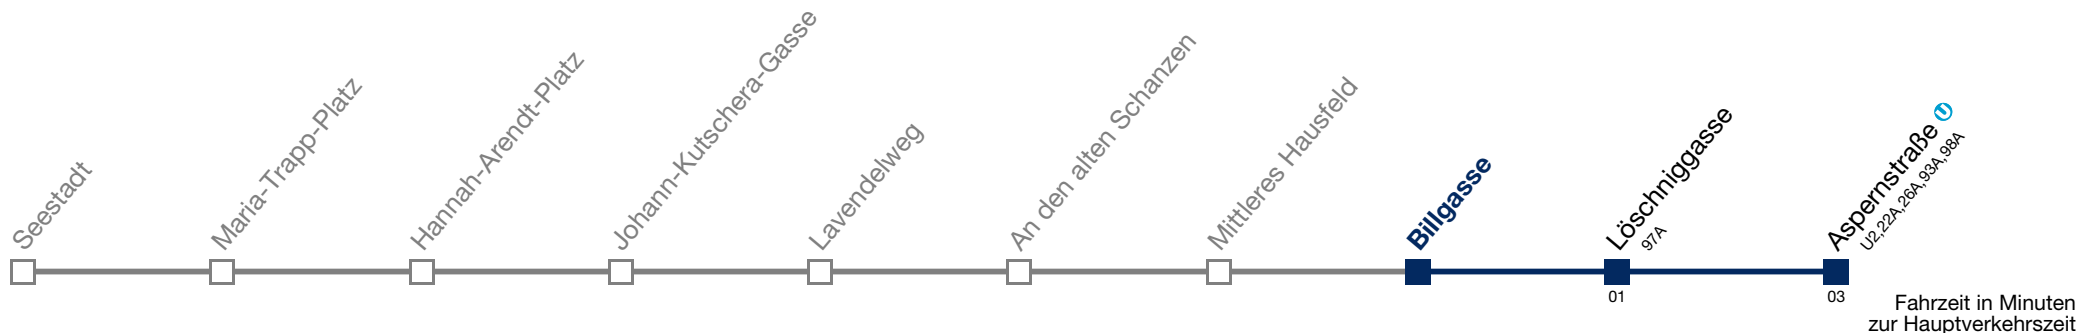 Seestadt
Maria-Trapp-Platz
Hannah-Arendt-Platz
Johann-Kutschera-Gasse
Lavendelweg
An den alten Schanzen
Mittleres Hausfeld
Billgasse
Löschniggasse
97A
Aspernstraße U
U2,22A,26A,93A,98A
01
03
Fahrzeit in Minuten
zur Hauptverkehrszeit